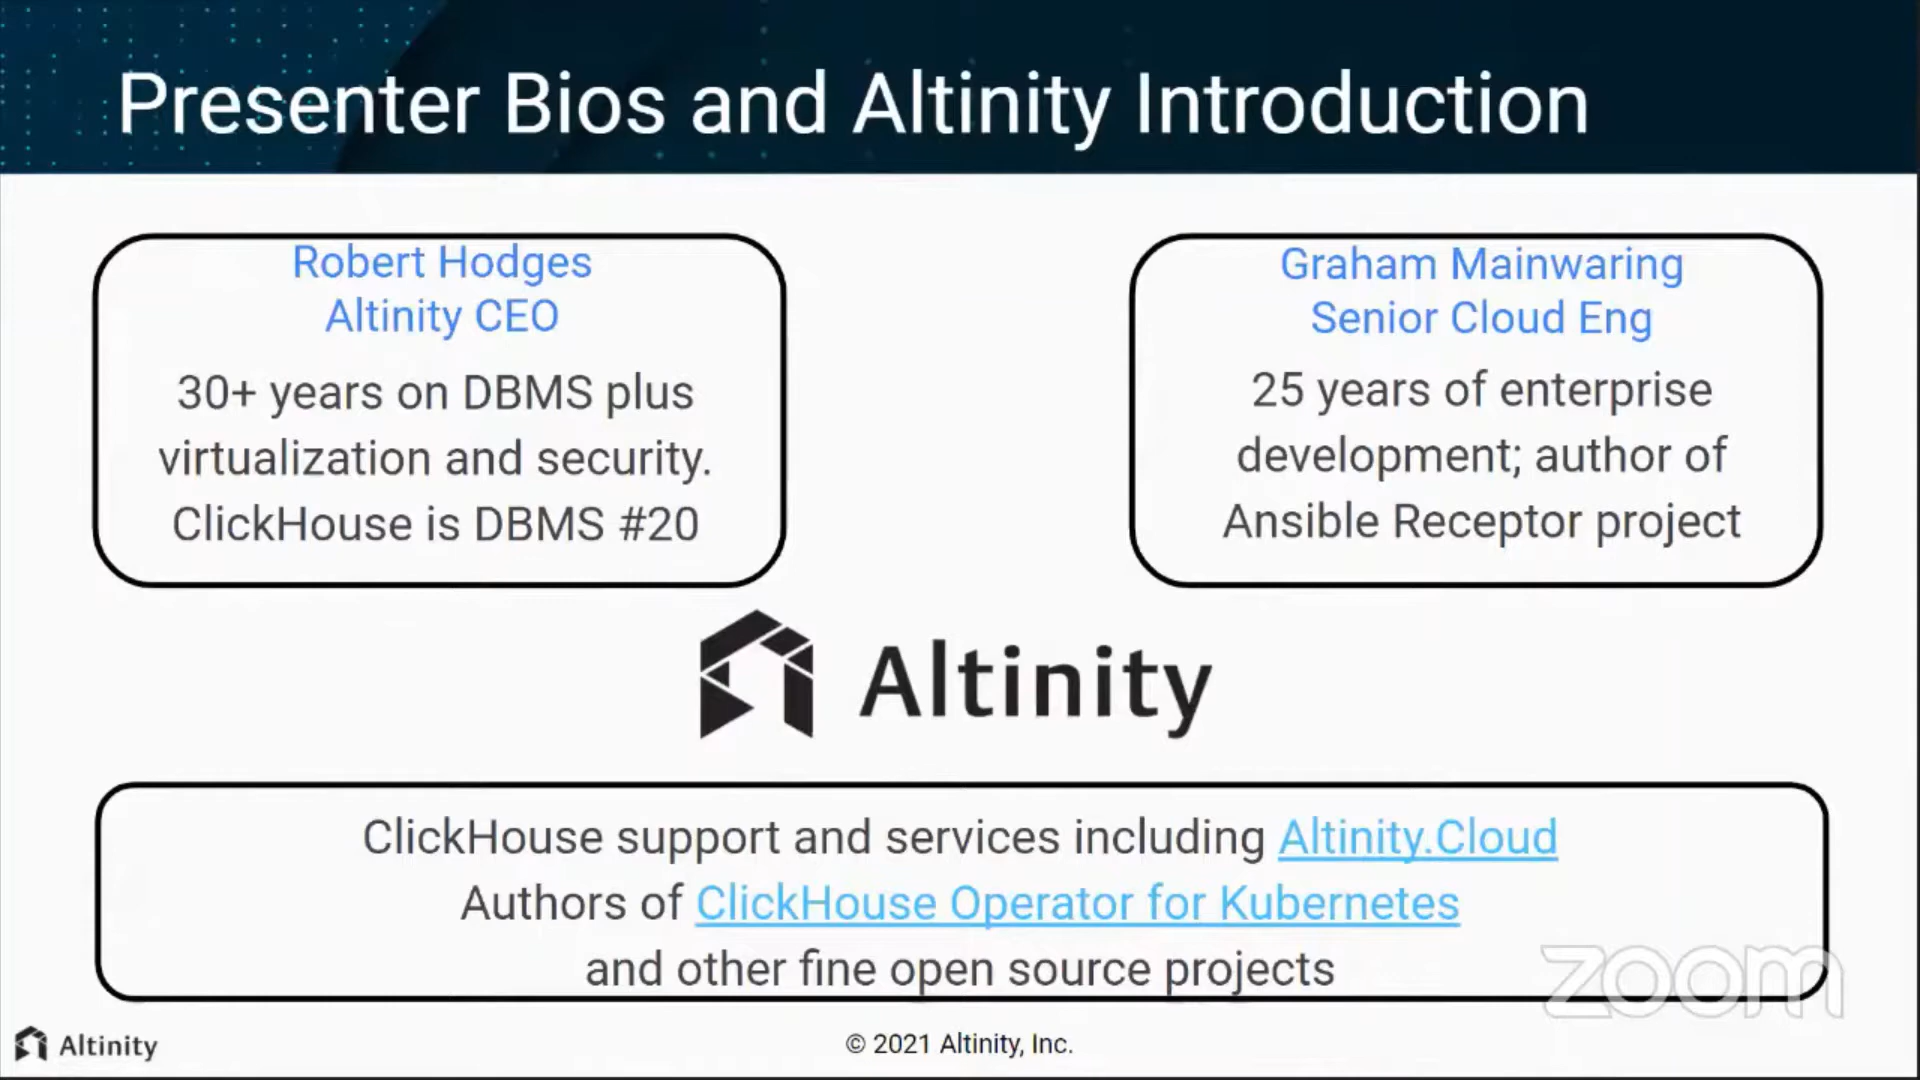 Presenter Bios and Altinity Introduction
Robert Hodges
Altinity CEO
30+ years on DBMS plus
virtualization and security.
ClickHouse is DBMS #20
Graham Mainwaring
Senior Cloud Eng
25 years of enterprise
development; author of
Ansible Receptor project
Altinity
ClickHouse support and services including Altinity.Cloud
Authors of ClickHouse Operator for Kubernetes
and other fine open source projects
zoom
Altinity
© 2021 Altinity, Inc.